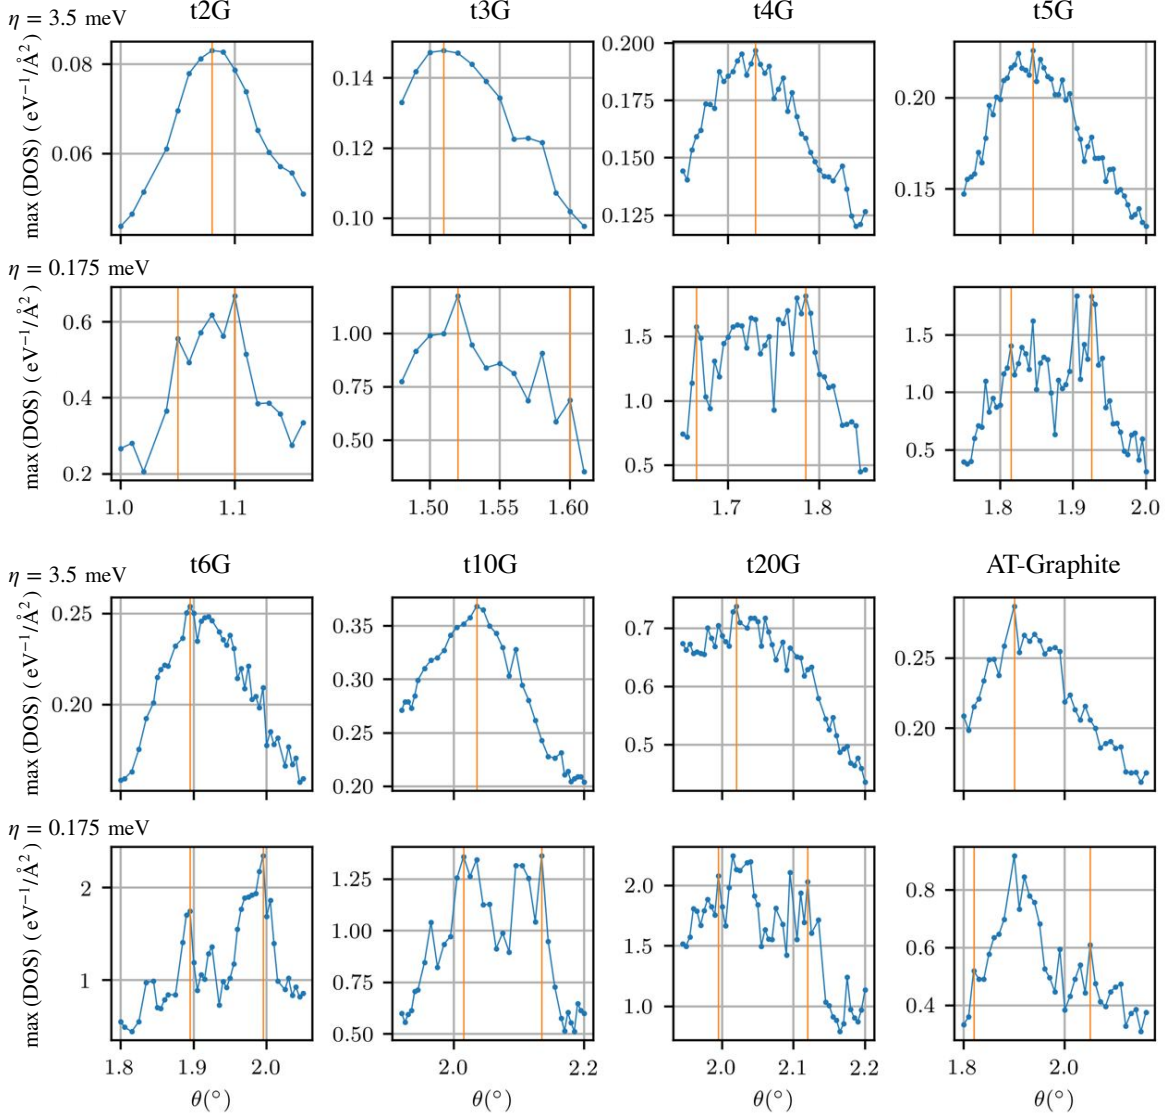 η = 3.5 meV
t2G t3G t4G t5G
max (DOS) (eV⁻¹/Å²)
0.08 0.06
0.14 0.12 0.10
0.200 0.175 0.150 0.125
0.20 0.15
η = 0.175 meV
max (DOS) (eV⁻¹/Å²)
0.6 0.4 0.2
1.00 0.75 0.50
1.5 1.0 0.5
1.5 1.0 0.5
1.0 1.1 1.50 1.55 1.60 1.7 1.8 1.8 1.9 2.0
η = 3.5 meV
t6G t10G t20G AT-Graphite
max (DOS) (eV⁻¹/Å²)
0.25 0.20
0.35 0.30 0.25 0.20
0.7 0.6 0.5
0.25 0.20
η = 0.175 meV
max (DOS) (eV⁻¹/Å²)
2 1
1.25 1.00 0.75 0.50
2.0 1.5 1.0
0.8 0.6 0.4
1.8 1.9 2.0 2.0 2.2 2.0 2.1 2.2 1.8 2.0
θ(°) θ(°) θ(°) θ(°)